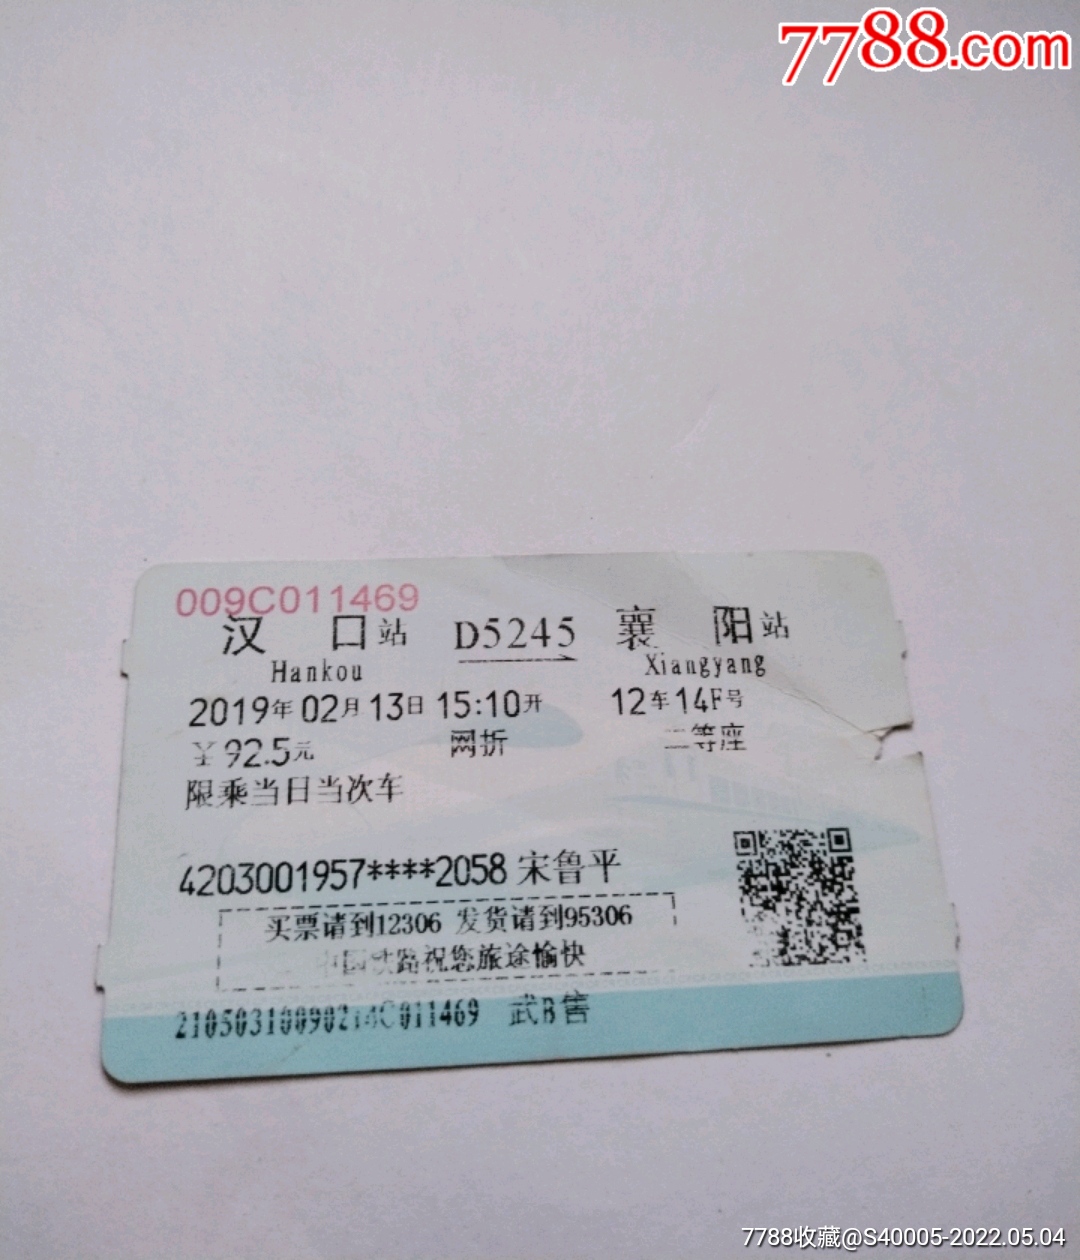 7788.com
009C011469
汉口站 D5245 襄阳站
Hankou Xiangyang
2019年02月13日 15:10开 12车14F号
￥92.5元 网折 二等座
限乘当日当次车
4203001957****2058 宋鲁平
买票请到12306 发货请到95306
中国铁路祝您旅途愉快
21050310090214C011469 武B售
7788收藏@S40005-2022.05.04